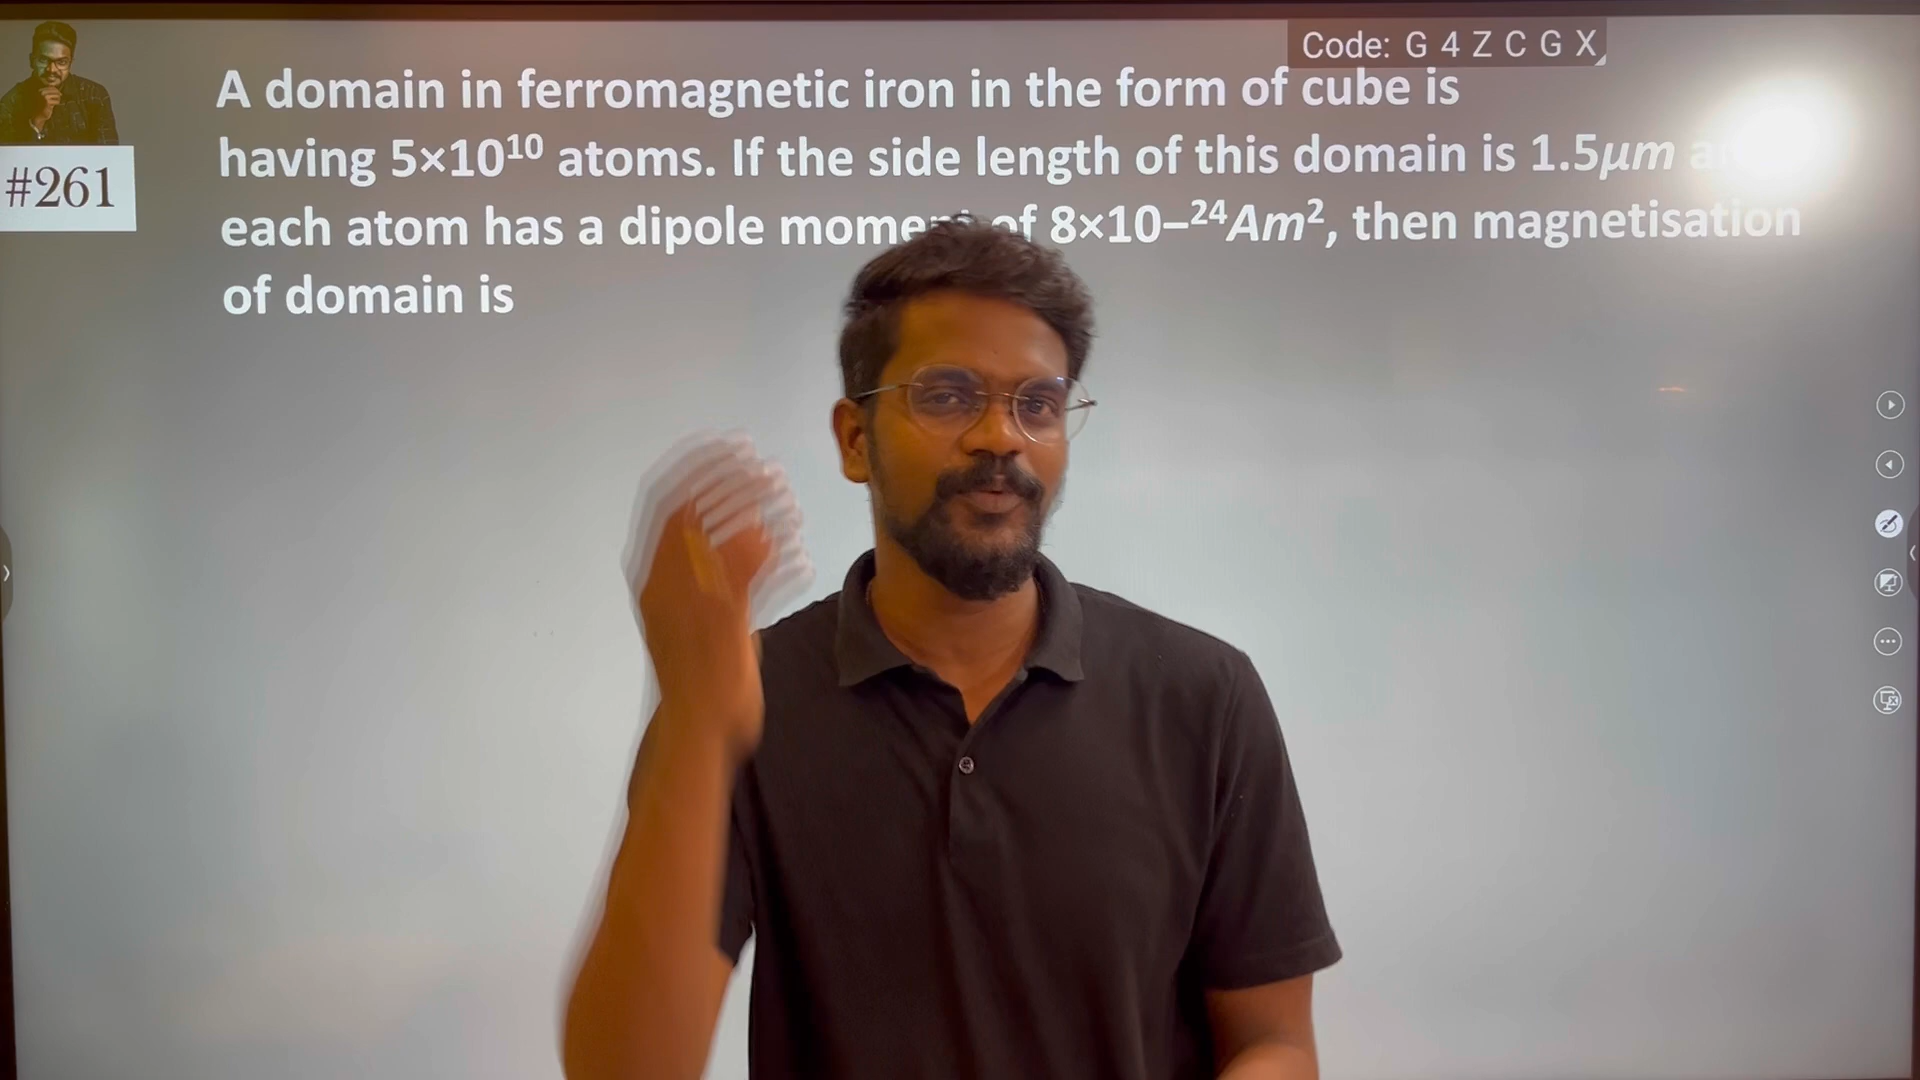 Code: G 4 Z C G X
A domain in ferromagnetic iron in the form of cube is
#261
having 5×10¹⁰ atoms. If the side length of this domain is 1.5μm
each atom has a dipole moment of 8×10–²⁴Am², then magnetisation
of domain is